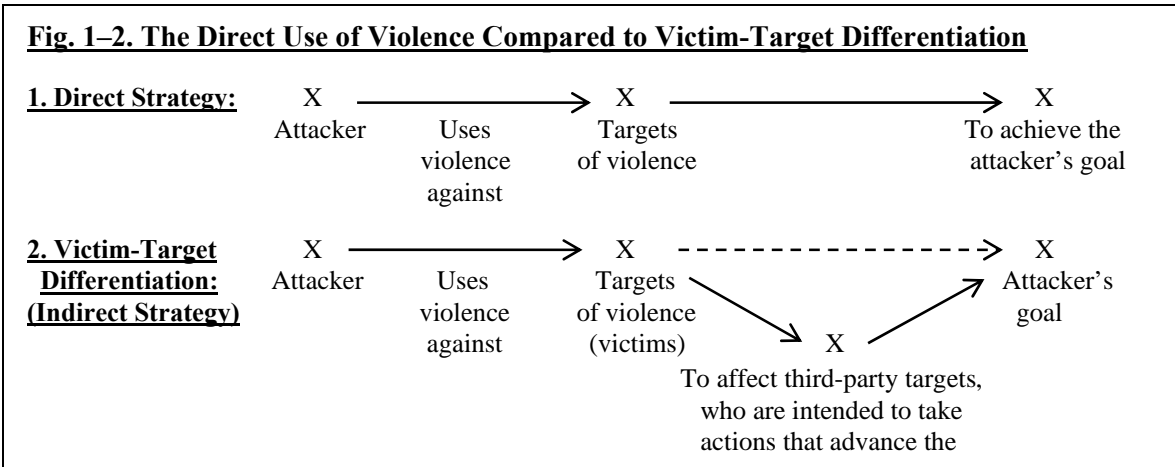 Fig. 1–2. The Direct Use of Violence Compared to Victim-Target Differentiation
1. Direct Strategy: X X X
Attacker Uses Targets To achieve the
violence of violence attacker’s goal
against
2. Victim-Target X X X
Differentiation: Attacker Uses Targets Attacker’s
(Indirect Strategy) violence of violence goal
against (victims) X
To affect third-party targets,
who are intended to take
actions that advance the